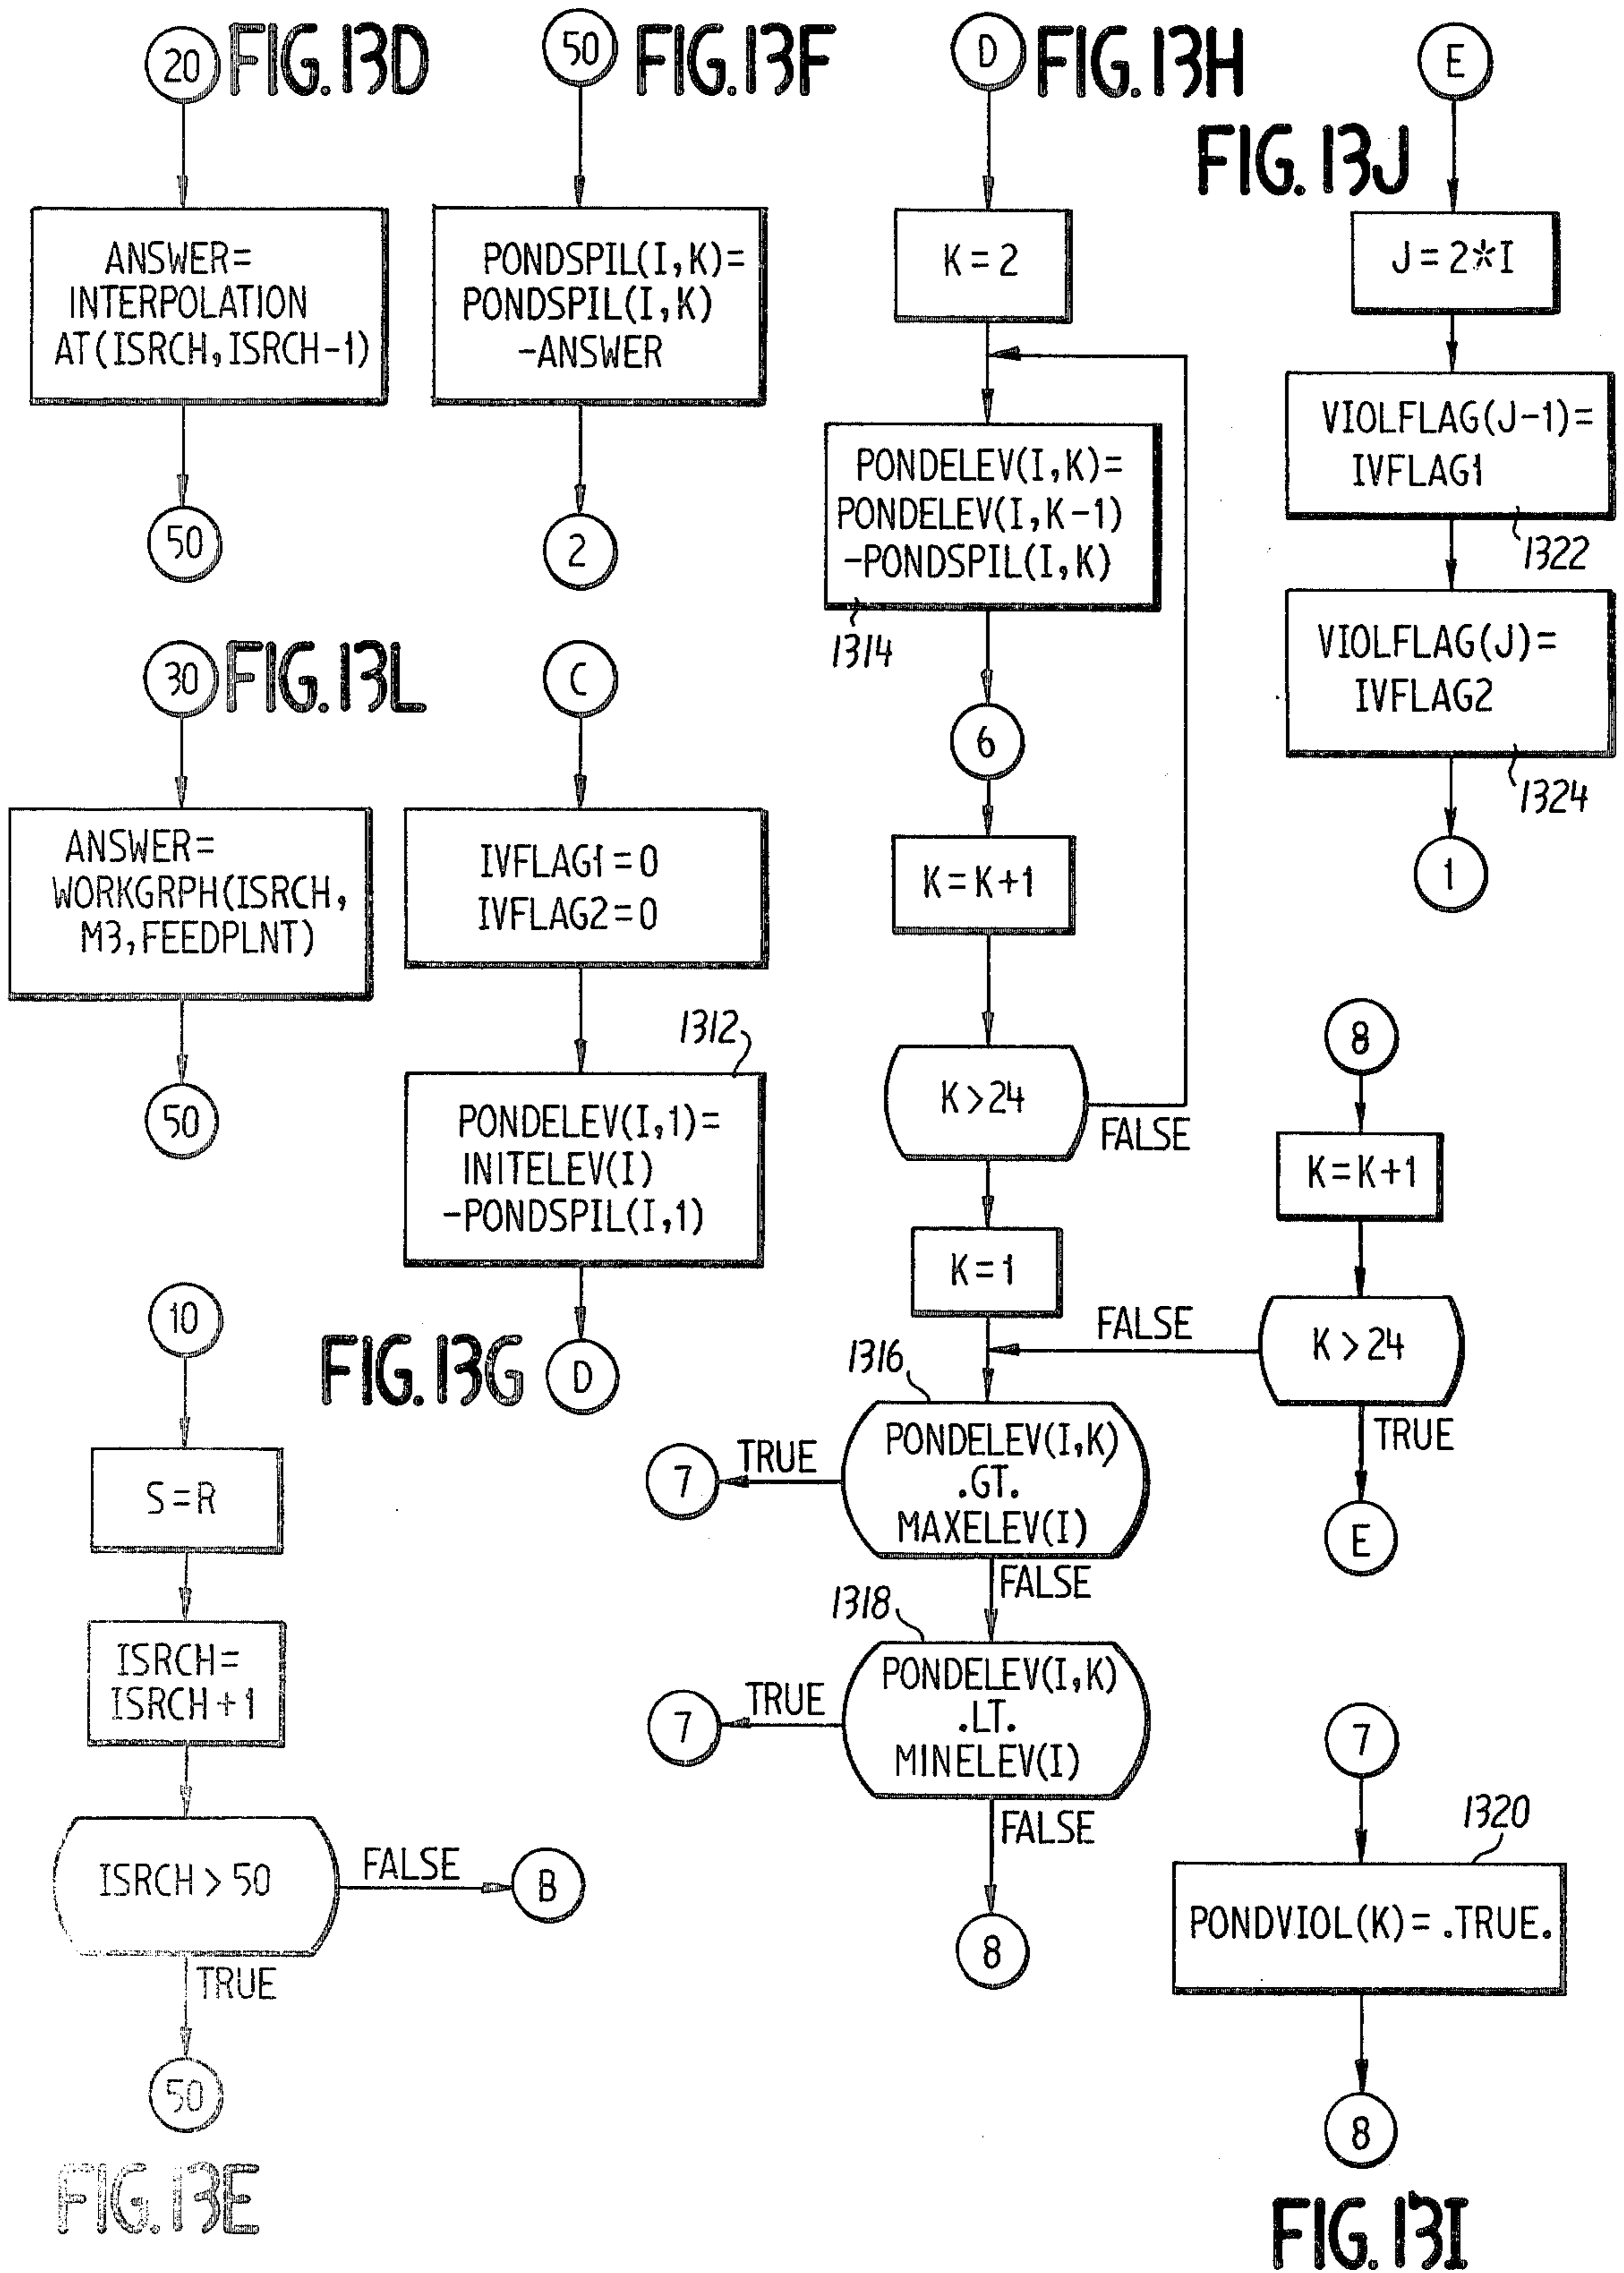 20
FIG. 13D
ANSWER=
INTERPOLATION
AT(ISRCH,ISRCH-1)
50
50
FIG. 13F
PONDSPIL(I,K)=
PONDSPIL(I,K)
-ANSWER
2
30
FIG. 13L
ANSWER=
WORKGRPH(ISRCH,
M3,FEEDPLNT)
50
C
IVFLAG1=0
IVFLAG2=0
1312
PONDELEV(I,1)=
INITELEV(I)
-PONDSPIL(I,1)
D
FIG. 13G
10
S=R
ISRCH=
ISRCH+1
ISRCH>50
FALSE
B
TRUE
50
FIG. 13E
D
FIG. 13H
K=2
PONDELEV(I,K)=
PONDELEV(I,K-1)
-PONDSPIL(I,K)
1314
6
K=K+1
K>24
FALSE
K=1
1316
PONDELEV(I,K)
.GT.
MAXELEV(I)
TRUE
7
FALSE
1318
PONDELEV(I,K)
.LT.
MINELEV(I)
TRUE
7
FALSE
8
8
K=K+1
K>24
FALSE
TRUE
E
E
FIG. 13J
J=2*I
VIOLFLAG(J-1)=
IVFLAG1
1322
VIOLFLAG(J)=
IVFLAG2
1324
1
7
1320
PONDVIOL(K)= .TRUE.
8
FIG. 13I